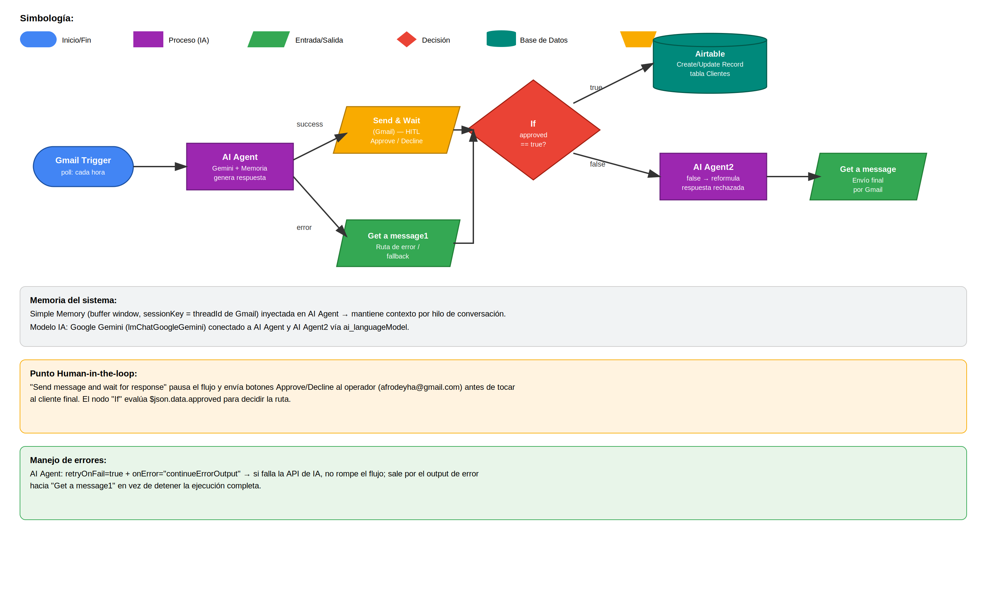 Simbología:
Inicio/Fin
Proceso (IA)
Entrada/Salida
Decisión
Base de Datos
Airtable
Create/Update Record
tabla Clientes
true
success
Send & Wait
(Gmail) — HITL
Approve / Decline
If
approved
== true?
Gmail Trigger
poll: cada hora
AI Agent
Gemini + Memoria
genera respuesta
false
AI Agent2
false → reformula
respuesta rechazada
Get a message
Envío final
por Gmail
error
Get a message1
Ruta de error /
fallback
Memoria del sistema:
Simple Memory (buffer window, sessionKey = threadId de Gmail) inyectada en AI Agent → mantiene contexto por hilo de conversación.
Modelo IA: Google Gemini (lmChatGoogleGemini) conectado a AI Agent y AI Agent2 vía ai_languageModel.
Punto Human-in-the-loop:
"Send message and wait for response" pausa el flujo y envía botones Approve/Decline al operador (afrodeyha@gmail.com) antes de tocar
al cliente final. El nodo "If" evalúa $json.data.approved para decidir la ruta.
Manejo de errores:
AI Agent: retryOnFail=true + onError="continueErrorOutput" → si falla la API de IA, no rompe el flujo; sale por el output de error
hacia "Get a message1" en vez de detener la ejecución completa.